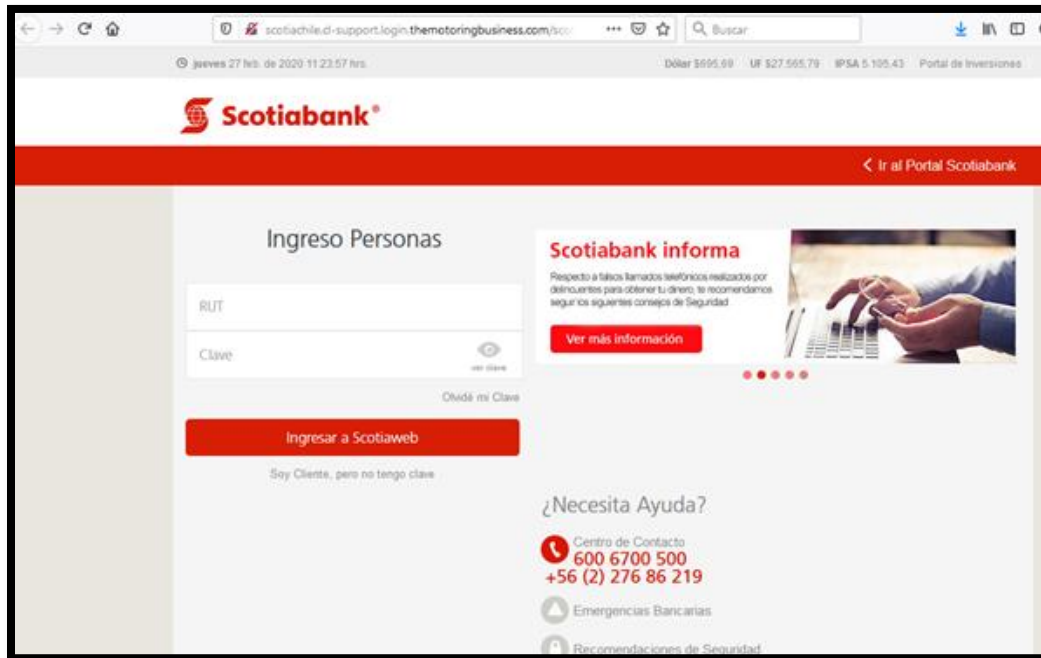 scotiachile.cl-support.login.themotoringbusiness.com/sco
Buscar
jueves 27 feb. de 2020 11:23:57 hrs.
Dólar $695,69 UF $27.565,79 IPSA 5.105,43 Portal de Inversiones
Scotiabank
Ir al Portal Scotiabank
Ingreso Personas
RUT
Clave
ver clave
Olvidé mi Clave
Ingresar a Scotiaweb
Soy Cliente, pero no tengo clave
Scotiabank informa
Respecto a falsos llamados telefónicos realizados por
delincuentes para obtener tu dinero, te recomendamos
seguir los siguientes consejos de Seguridad
Ver más información
¿Necesita Ayuda?
Centro de Contacto
600 6700 500
+56 (2) 276 86 219
Emergencias Bancarias
Recomendaciones de Seguridad